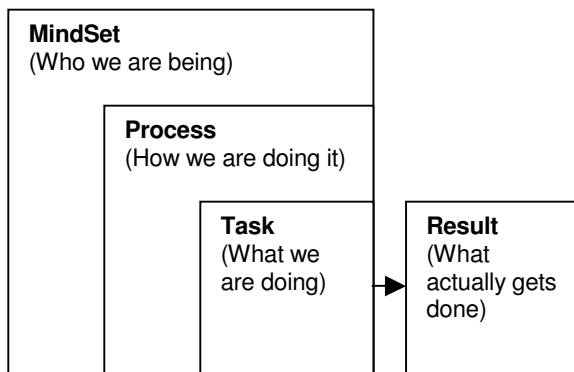 MindSet
(Who we are being)
Process
(How we are doing it)
Task
(What we
are doing)
Result
(What
actually gets
done)